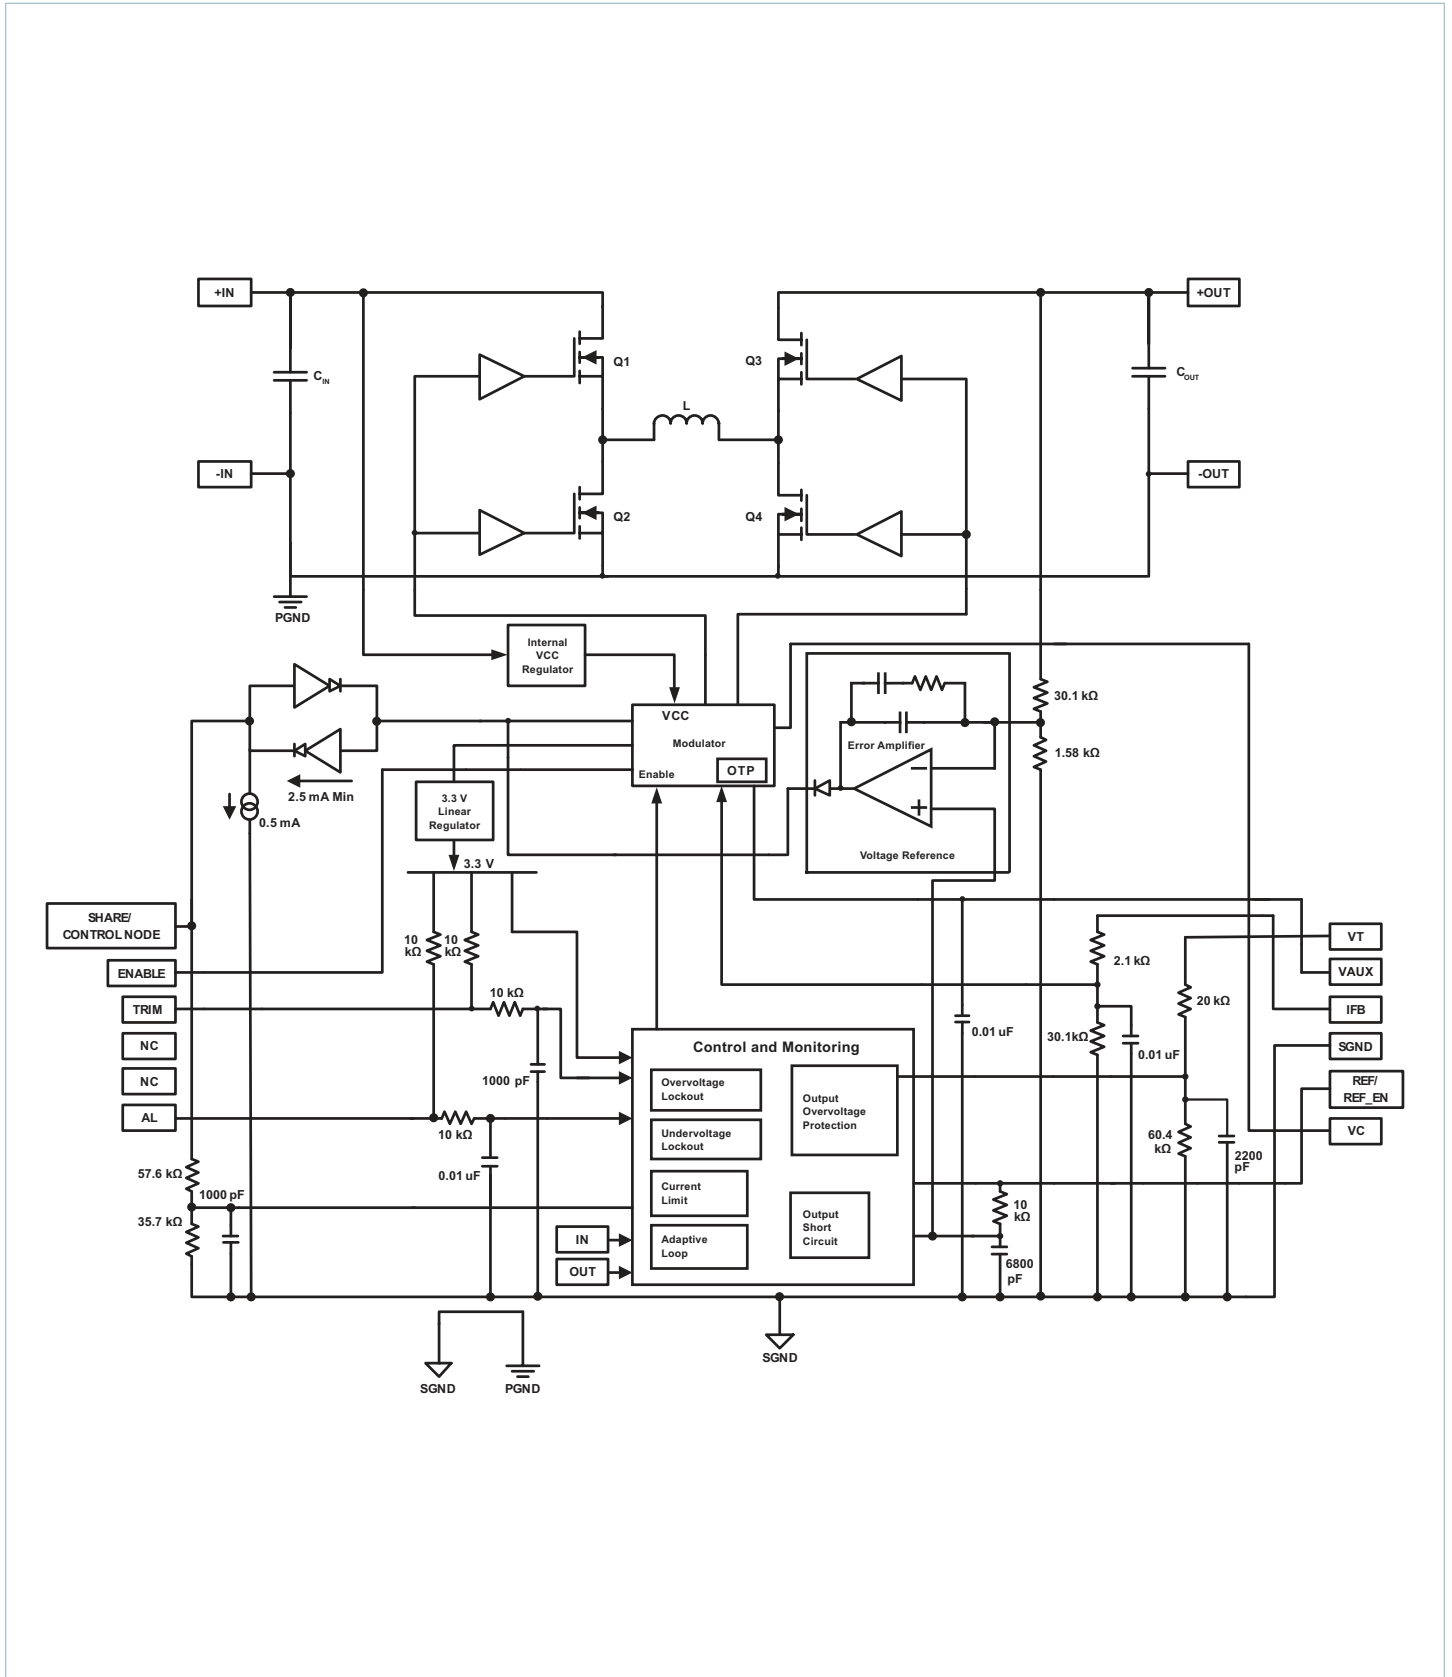 +IN
+OUT
Q1
Q3
CIN
COUT
L
-IN
-OUT
Q2
Q4
PGND
Internal
VCC
Regulator
30.1 kΩ
VCC
Modulator
Error Amplifier
1.58 kΩ
OTP
Enable
2.5 mA Min
3.3 V
Linear
Regulator
0.5 mA
Voltage Reference
3.3 V
SHARE/
CONTROL NODE
10
kΩ
10
kΩ
VT
2.1 kΩ
ENABLE
VAUX
10 kΩ
20 kΩ
TRIM
IFB
0.01 uF
30.1kΩ
NC
Control and Monitoring
SGND
0.01 uF
1000 pF
NC
Overvoltage
Lockout
Output
Overvoltage
Protection
REF/
REF_EN
AL
10 kΩ
Undervoltage
Lockout
60.4
kΩ
VC
2200
pF
57.6 kΩ
0.01 uF
1000 pF
Current
Limit
10
kΩ
35.7 kΩ
Output
Short
Circuit
IN
Adaptive
Loop
OUT
6800
pF
SGND
SGND
PGND